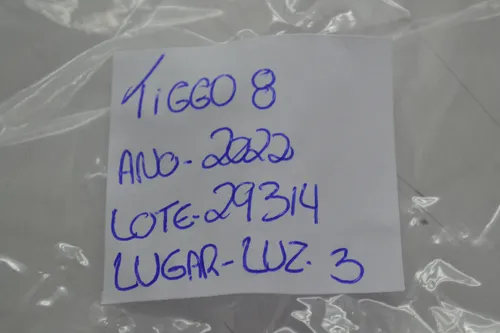 TIGGO 8
ANO-2022
LOTE-29314
LUGAR-LUZ. 3